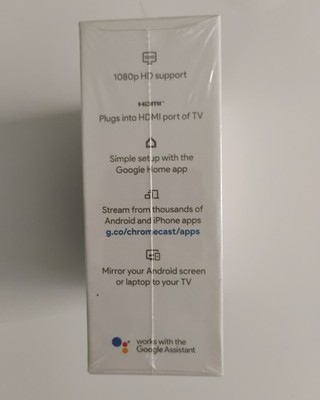 1080p HD support
HDMI™
Plugs into HDMI port of TV
Simple setup with the
Google Home app
Stream from thousands of
Android and iPhone apps
g.co/chromecast/apps
Mirror your Android screen
or laptop to your TV
works with the
Google Assistant